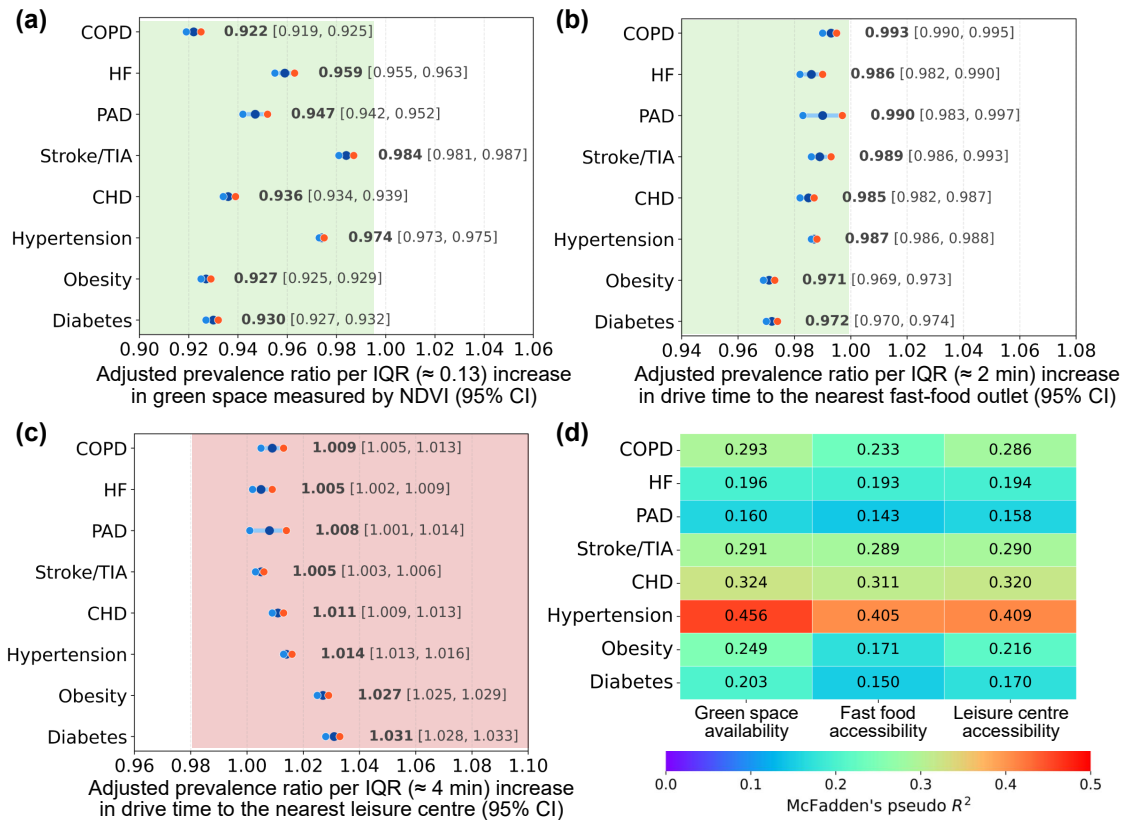 (a)
COPD
0.922 [0.919, 0.925]
HF
0.959 [0.955, 0.963]
PAD
0.947 [0.942, 0.952]
Stroke/TIA
0.984 [0.981, 0.987]
CHD
0.936 [0.934, 0.939]
Hypertension
0.974 [0.973, 0.975]
Obesity
0.927 [0.925, 0.929]
Diabetes
0.930 [0.927, 0.932]
0.90 0.92 0.94 0.96 0.98 1.00 1.02 1.04 1.06
Adjusted prevalence ratio per IQR (≈ 0.13) increase
in green space measured by NDVI (95% CI)
(b)
COPD
0.993 [0.990, 0.995]
HF
0.986 [0.982, 0.990]
PAD
0.990 [0.983, 0.997]
Stroke/TIA
0.989 [0.986, 0.993]
CHD
0.985 [0.982, 0.987]
Hypertension
0.987 [0.986, 0.988]
Obesity
0.971 [0.969, 0.973]
Diabetes
0.972 [0.970, 0.974]
0.94 0.96 0.98 1.00 1.02 1.04 1.06 1.08
Adjusted prevalence ratio per IQR (≈ 2 min) increase
in drive time to the nearest fast-food outlet (95% CI)
(c)
COPD
1.009 [1.005, 1.013]
HF
1.005 [1.002, 1.009]
PAD
1.008 [1.001, 1.014]
Stroke/TIA
1.005 [1.003, 1.006]
CHD
1.011 [1.009, 1.013]
Hypertension
1.014 [1.013, 1.016]
Obesity
1.027 [1.025, 1.029]
Diabetes
1.031 [1.028, 1.033]
0.96 0.98 1.00 1.02 1.04 1.06 1.08 1.10
Adjusted prevalence ratio per IQR (≈ 4 min) increase
in drive time to the nearest leisure centre (95% CI)
(d)
COPD 0.293 0.233 0.286
HF 0.196 0.193 0.194
PAD 0.160 0.143 0.158
Stroke/TIA 0.291 0.289 0.290
CHD 0.324 0.311 0.320
Hypertension 0.456 0.405 0.409
Obesity 0.249 0.171 0.216
Diabetes 0.203 0.150 0.170
Green space Fast food Leisure centre
availability accessibility accessibility
0.0 0.1 0.2 0.3 0.4 0.5
McFadden's pseudo R²